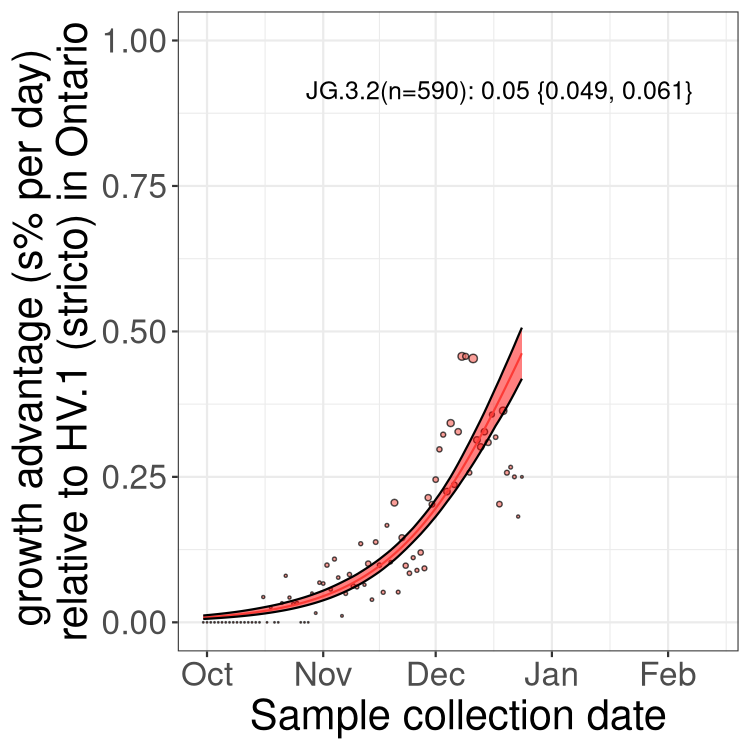 growth advantage (s% per day)
relative to HV.1 (stricto) in Ontario
1.00
0.75
0.50
0.25
0.00
JG.3.2(n=590): 0.05 {0.049, 0.061}
Oct Nov Dec Jan Feb
Sample collection date